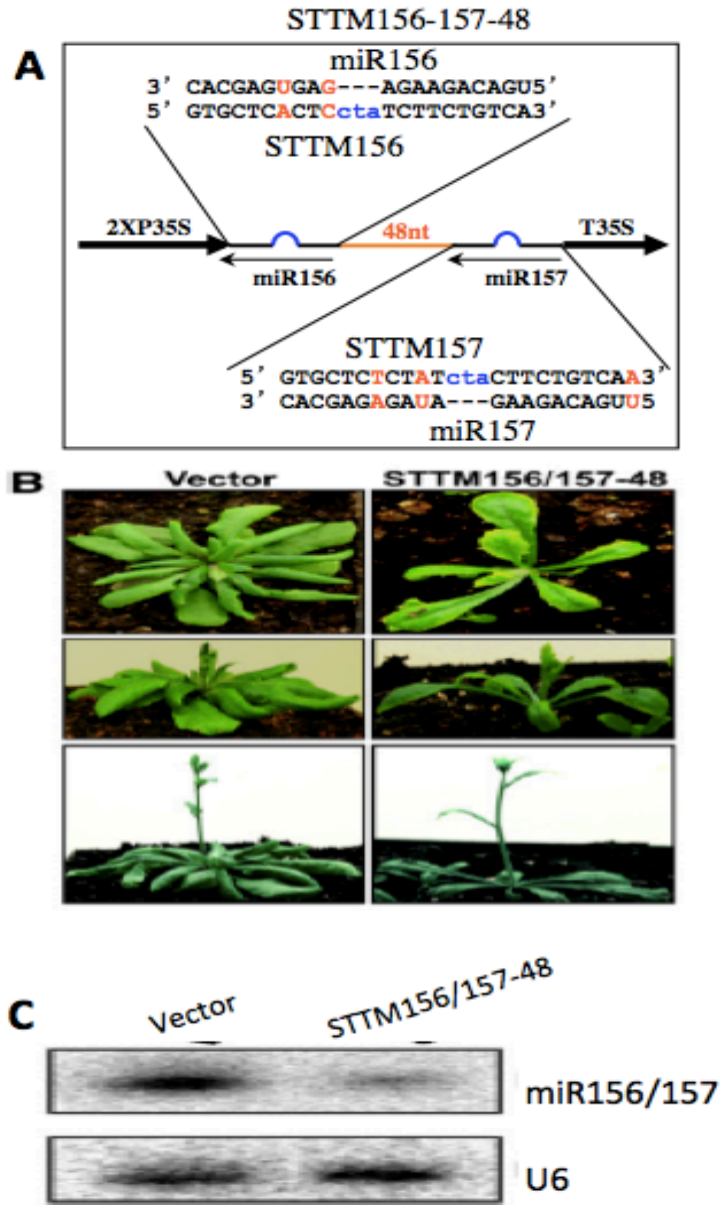 STTM156-157-48
A
miR156
3' CACGAGUGAG---AGAAGACAGU5'
5' GTGCTCACTCctaTCTTCTGTCA3'
STTM156
2XP35S
48nt
T35S
miR156
miR157
STTM157
5' GTGCTCTCTATctaCTTCTGTCAA3'
3' CACGAGAGAUA---GAAGACAGUU5
miR157
B
Vector
STTM156/157-48
C
Vector
STTM156/157-48
miR156/157
U6